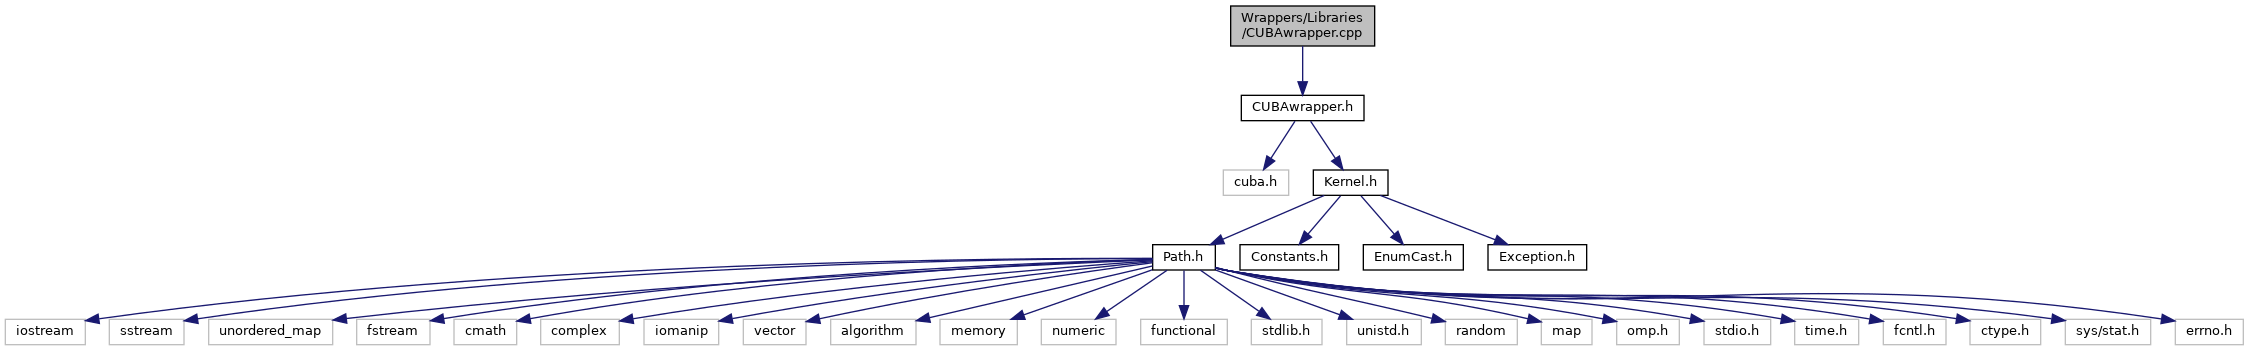 Wrappers/Libraries
/CUBAwrapper.cpp
CUBAwrapper.h
cuba.h
Kernel.h
Path.h
Constants.h
EnumCast.h
Exception.h
iostream
sstream
unordered_map
fstream
cmath
complex
iomanip
vector
algorithm
memory
numeric
functional
stdlib.h
unistd.h
random
map
omp.h
stdio.h
time.h
fcntl.h
ctype.h
sys/stat.h
errno.h